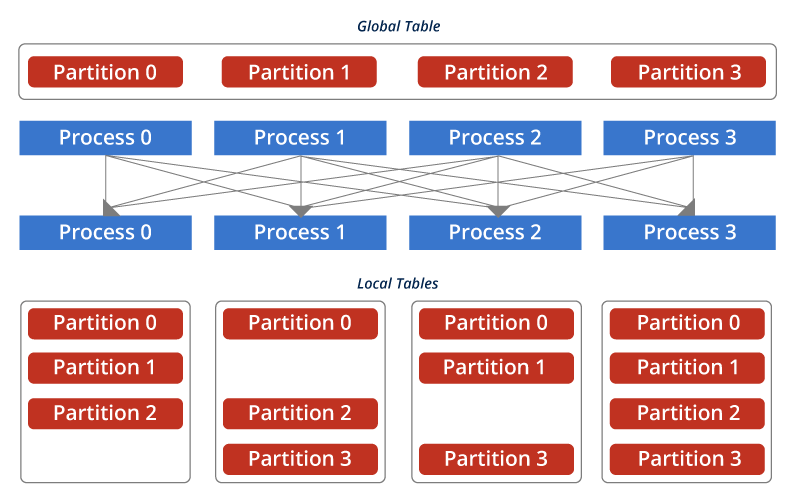 Global Table
Partition 0 Partition 1 Partition 2 Partition 3
Process 0 Process 1 Process 2 Process 3
Process 0 Process 1 Process 2 Process 3
Local Tables
Partition 0 Partition 0 Partition 0 Partition 0
Partition 1 Partition 1 Partition 1
Partition 2 Partition 2 Partition 2
Partition 3 Partition 3 Partition 3